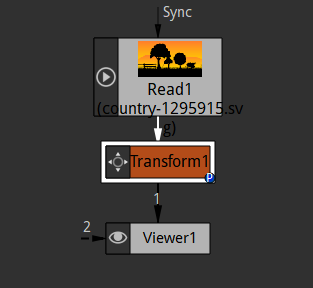 Sync
Read1
(country-1295915.sv
g)
Transform1
P
1
2
Viewer1